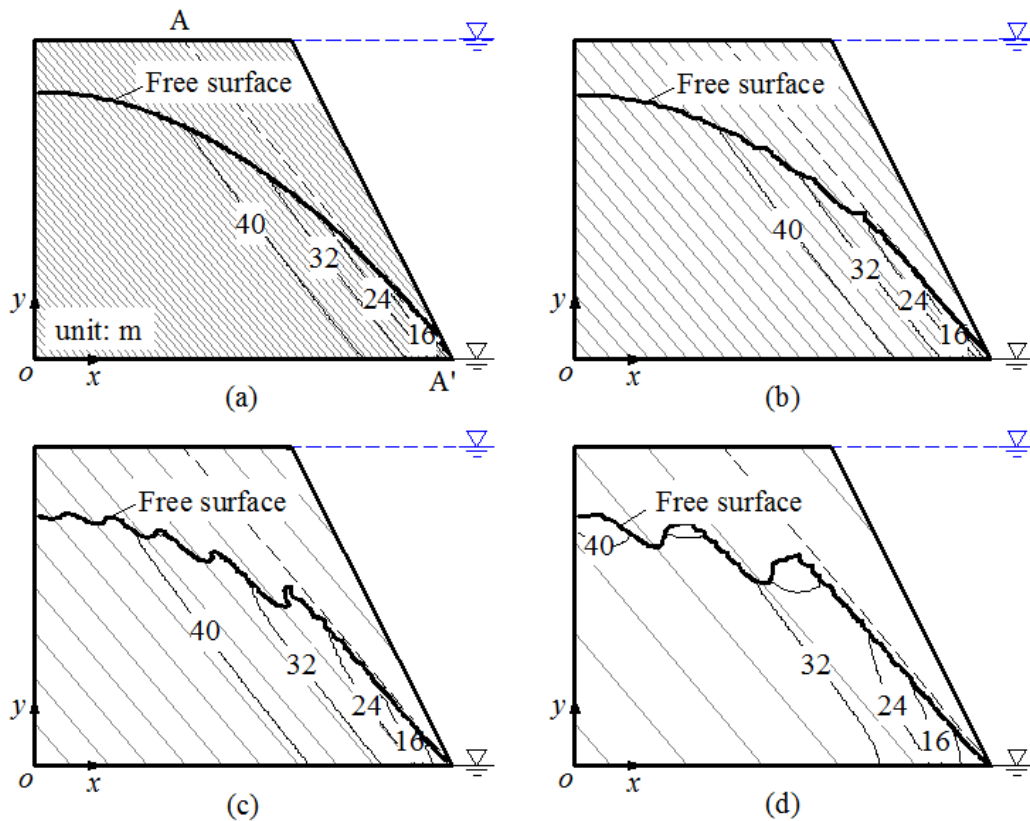 A
Free surface
40
32
24
16
y
unit: m
o
x
A'
(a)
Free surface
40
32
24
16
y
o
x
(b)
Free surface
40
32
24
16
y
o
x
(c)
Free surface
40
32
24
16
y
o
x
(d)